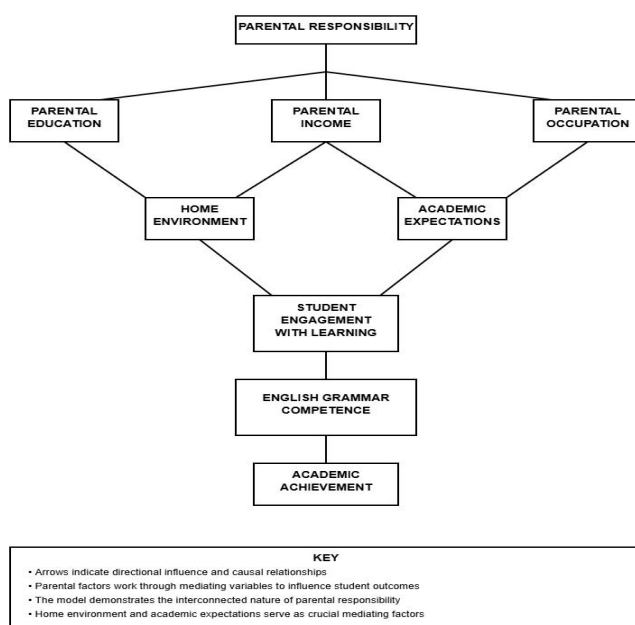 PARENTAL RESPONSIBILITY
PARENTAL
EDUCATION
PARENTAL
INCOME
PARENTAL
OCCUPATION
HOME
ENVIRONMENT
ACADEMIC
EXPECTATIONS
STUDENT
ENGAGEMENT
WITH LEARNING
ENGLISH GRAMMAR
COMPETENCE
ACADEMIC
ACHIEVEMENT
KEY
• Arrows indicate directional influence and causal relationships
• Parental factors work through mediating variables to influence student outcomes
• The model demonstrates the interconnected nature of parental responsibility
• Home environment and academic expectations serve as crucial mediating factors